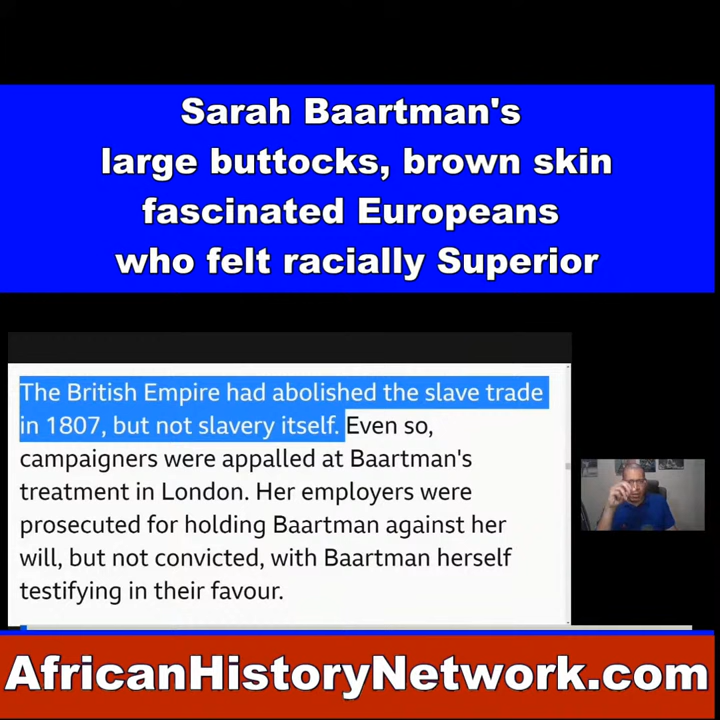 Sarah Baartman's
large buttocks, brown skin
fascinated Europeans
who felt racially Superior
The British Empire had abolished the slave trade
in 1807, but not slavery itself. Even so,
campaigners were appalled at Baartman's
treatment in London. Her employers were
prosecuted for holding Baartman against her
will, but not convicted, with Baartman herself
testifying in their favour.
AfricanHistoryNetwork.com